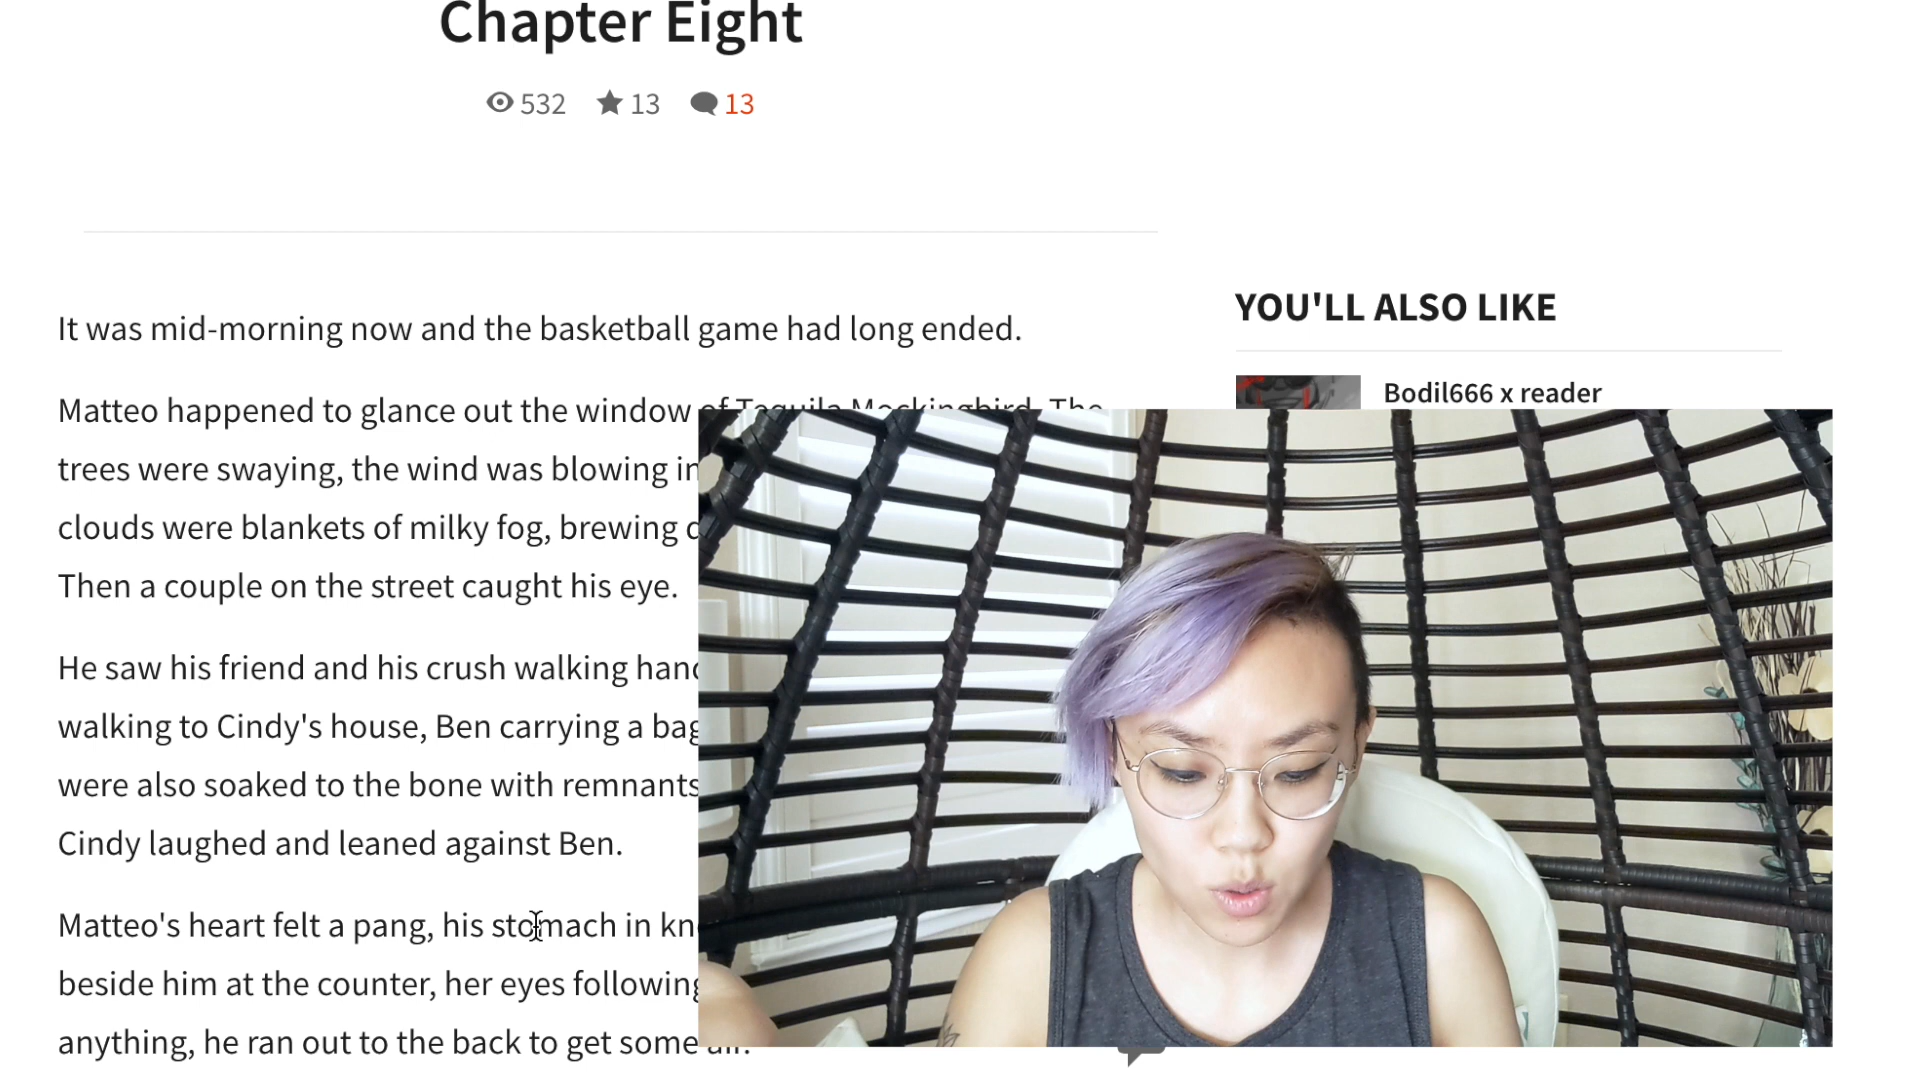 Chapter Eight
532 13 13
It was mid-morning now and the basketball game had long ended.
YOU'LL ALSO LIKE
Bodil666 x reader
Matteo happened to glance out the window of Tequila Mockingbird. The
trees were swaying, the wind was blowing in
clouds were blankets of milky fog, brewing
Then a couple on the street caught his eye.
He saw his friend and his crush walking
walking to Cindy's house, Ben carrying a
were also soaked to the bone with remnants
Cindy laughed and leaned against Ben.
Matteo's heart felt a pang, his stomach in
beside him at the counter, her eyes following
anything, he ran out to the back to get some air.